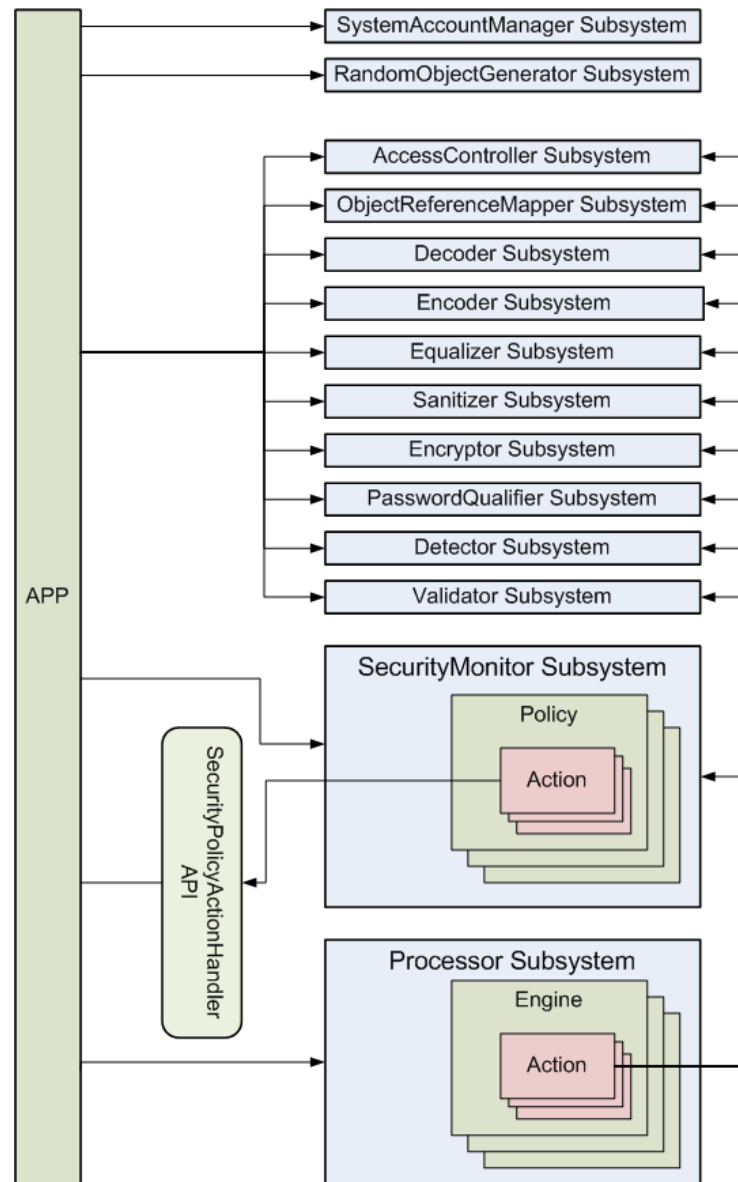 SystemAccountManager Subsystem
RandomObjectGenerator Subsystem
AccessController Subsystem
ObjectReferenceMapper Subsystem
Decoder Subsystem
Encoder Subsystem
Equalizer Subsystem
Sanitizer Subsystem
Encryptor Subsystem
PasswordQualifier Subsystem
Detector Subsystem
APP
Validator Subsystem
SecurityMonitor Subsystem
Policy
Action
SecurityPolicyActionHandler
API
Processor Subsystem
Engine
Action